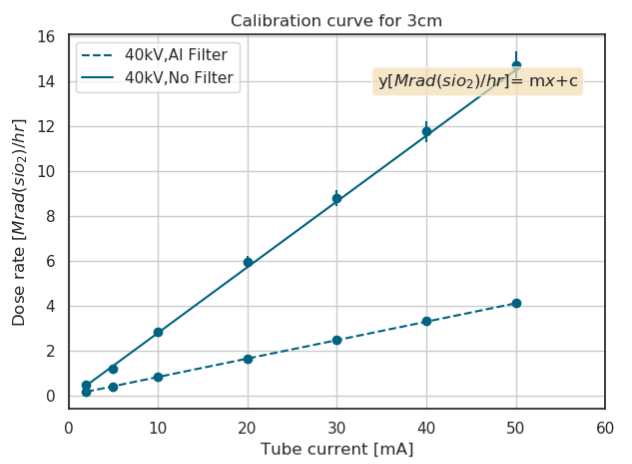 Calibration curve for 3cm
40kV,Al Filter
40kV,No Filter
y[Mrad(sio₂)/hr]= mx+c
Dose rate [Mrad(sio₂)/hr]
16
14
12
10
8
6
4
2
0
0 10 20 30 40 50 60
Tube current [mA]